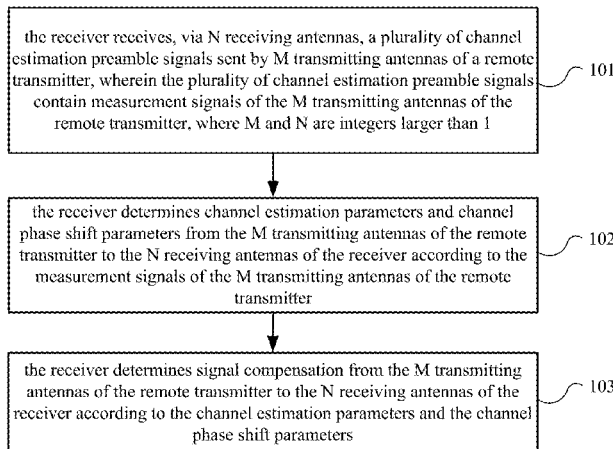 the receiver receives, via N receiving antennas, a plurality of channel
estimation preamble signals sent by M transmitting antennas of a remote
transmitter, wherein the plurality of channel estimation preamble signals
contain measurement signals of the M transmitting antennas of the
remote transmitter, where M and N are integers larger than 1
101
the receiver determines channel estimation parameters and channel
phase shift parameters from the M transmitting antennas of the remote
transmitter to the N receiving antennas of the receiver according to the
measurement signals of the M transmitting antennas of the remote
transmitter
102
the receiver determines signal compensation from the M transmitting
antennas of the remote transmitter to the N receiving antennas of the
receiver according to the channel estimation parameters and the channel
phase shift parameters
103